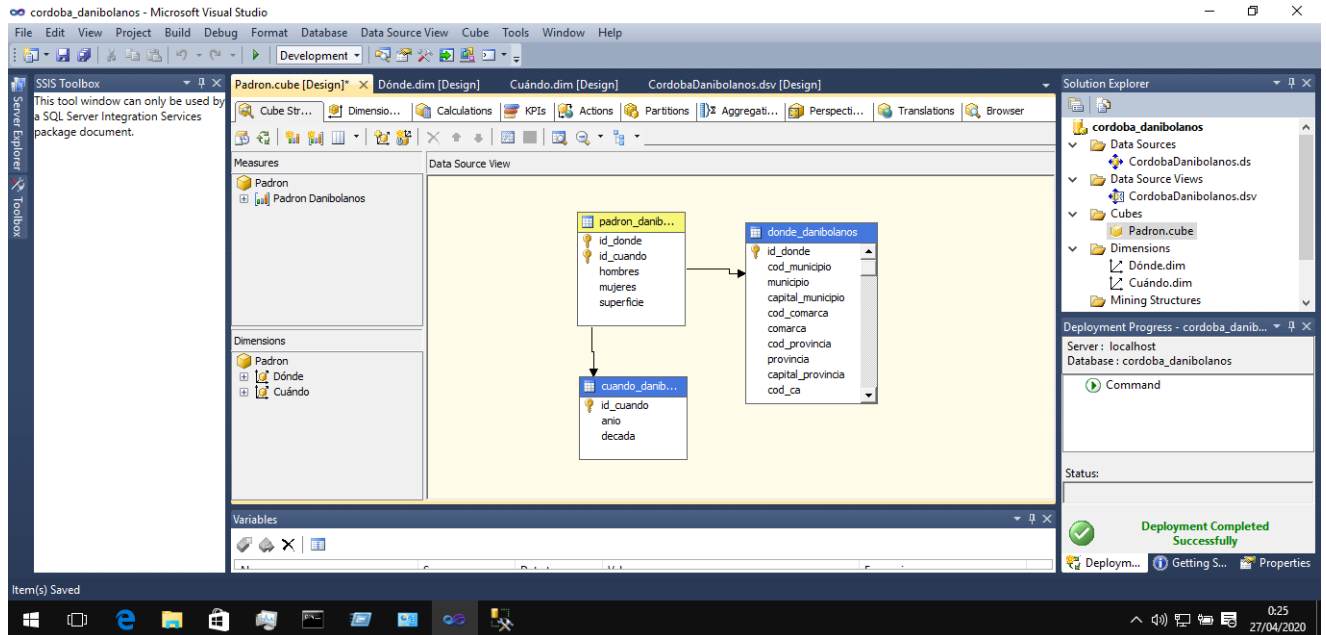 cordoba_danibolanos - Microsoft Visual Studio
File Edit View Project Build Debug Format Database Data Source View Cube Tools Window Help
Development
SSIS Toolbox
This tool window can only be used by
a SQL Server Integration Services
package document.
Server Explorer
Toolbox
Padron.cube [Design]* Dónde.dim [Design] Cuándo.dim [Design] CordobaDanibolanos.dsv [Design]
Cube Str... Dimensio... Calculations KPIs Actions Partitions Aggregati... Perspecti... Translations Browser
Measures
Padron
Padron Danibolanos
Dimensions
Padron
Dónde
Cuándo
Data Source View
padron_danib...
id_donde
id_cuando
hombres
mujeres
superficie
donde_danibolanos
id_donde
cod_municipio
municipio
capital_municipio
cod_comarca
comarca
cod_provincia
provincia
capital_provincia
cod_ca
cuando_danib...
id_cuando
anio
decada
Variables
Solution Explorer
cordoba_danibolanos
Data Sources
CordobaDanibolanos.ds
Data Source Views
CordobaDanibolanos.dsv
Cubes
Padron.cube
Dimensions
Dónde.dim
Cuándo.dim
Mining Structures
Deployment Progress - cordoba_danib...
Server : localhost
Database : cordoba_danibolanos
Command
Status:
Deployment Completed
Successfully
Deploym... Getting S... Properties
Item(s) Saved
0:25
27/04/2020